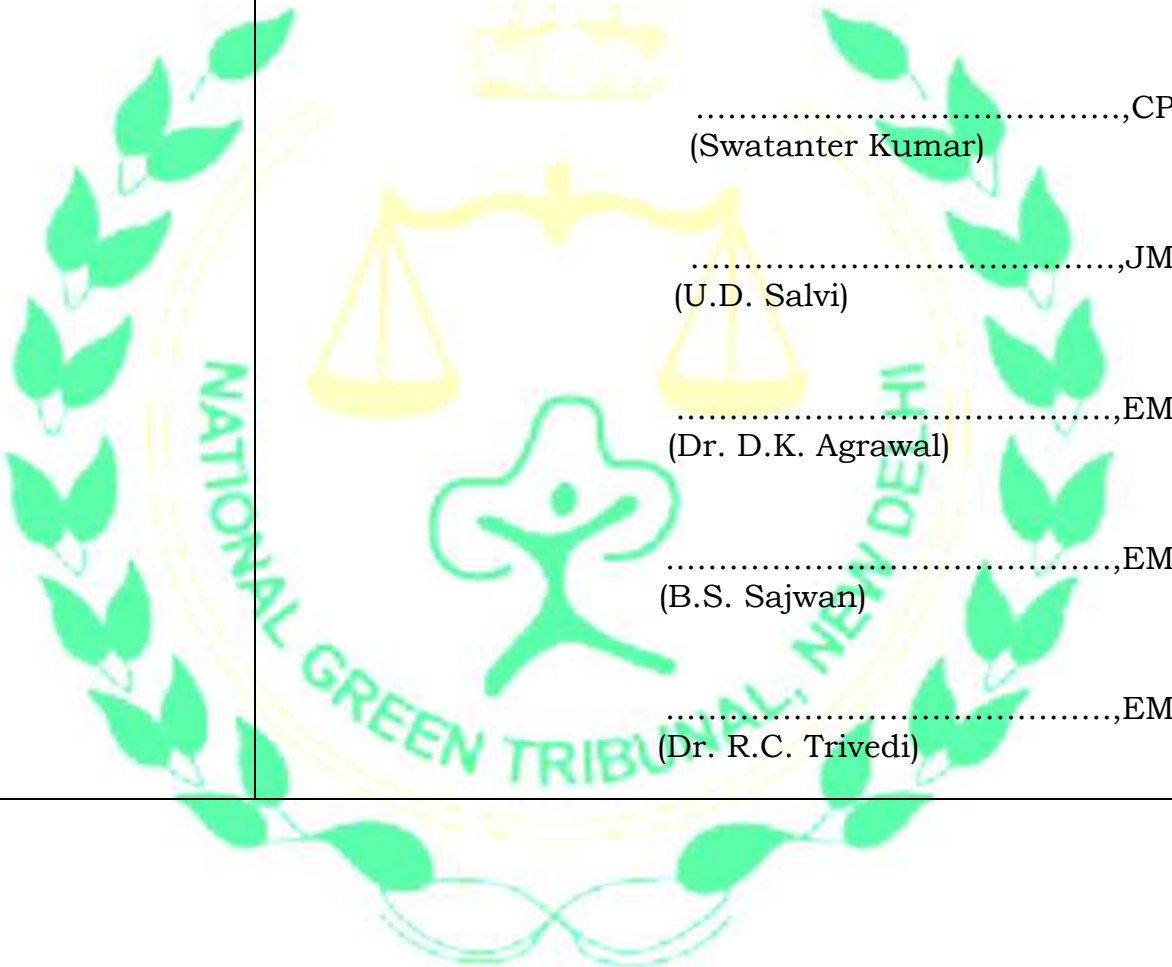 ……………………………………,CP
(Swatanter Kumar)
……………………………………,JM
(U.D. Salvi)
……………………………………,EM
(Dr. D.K. Agrawal)
……………………………………,EM
(B.S. Sajwan)
……………………………………,EM
(Dr. R.C. Trivedi)
NATIONAL GREEN TRIBUNAL, NEW DELHI